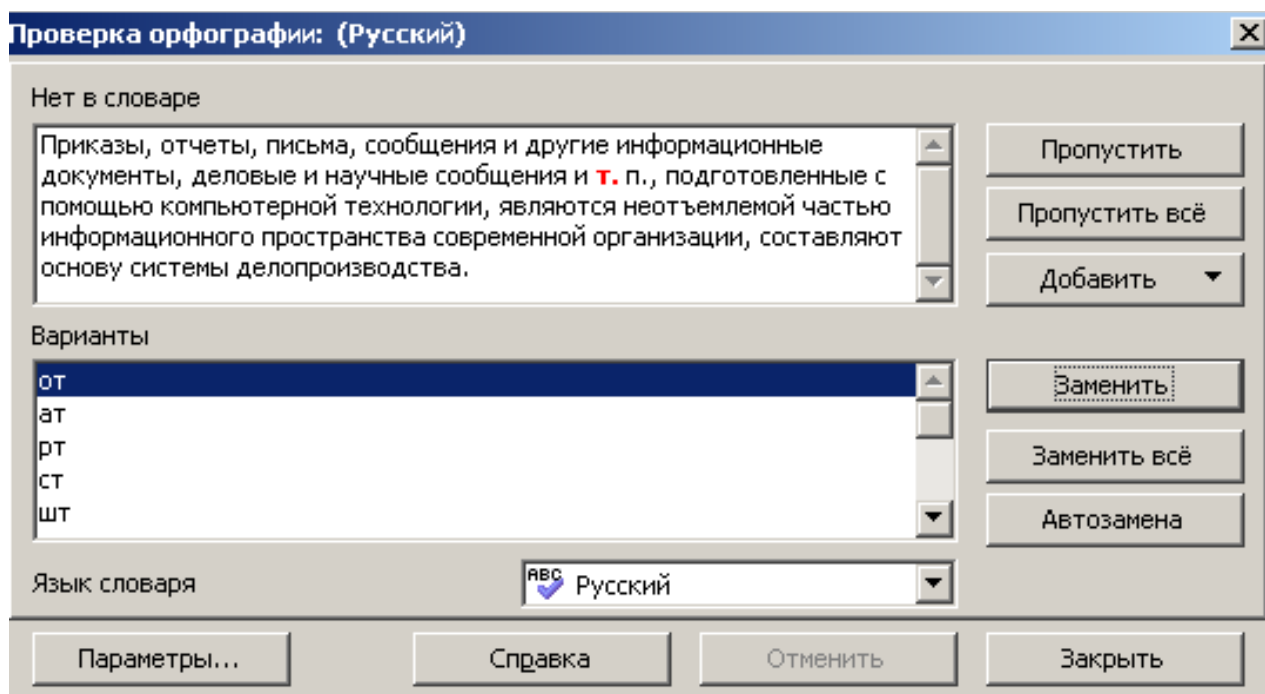 Проверка орфографии: (Русский)
Нет в словаре
Приказы, отчеты, письма, сообщения и другие информационные
документы, деловые и научные сообщения и т. п., подготовленные с
помощью компьютерной технологии, являются неотъемлемой частью
информационного пространства современной организации, составляют
основу системы делопроизводства.
Пропустить
Пропустить всё
Добавить
Варианты
от
ат
рт
ст
шт
Заменить
Заменить всё
Автозамена
Язык словаря
ABC Русский
Параметры...
Справка
Отменить
Закрыть